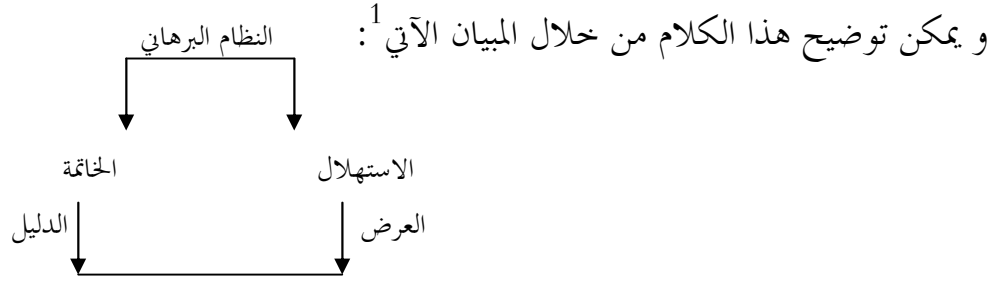 و يمكن توضيح هذا الكلام من خلال المبيان الآتي1:
النظام البرهاني
الاستهلال الخاتمة
العرض الدليل